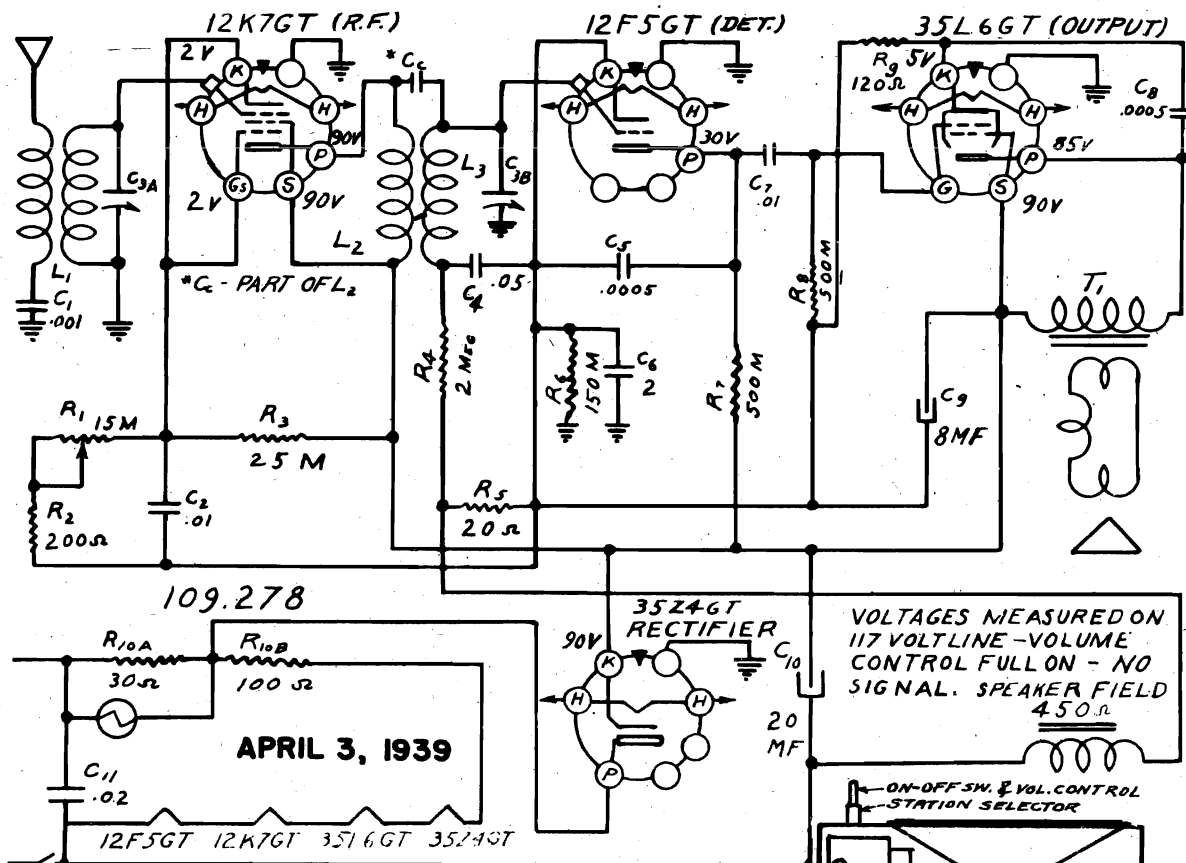 12K7GT (R.F.)
12F5GT (DET.)
35L6GT (OUTPUT)
2V
K
H
H
90V
P
Gs
S
2V
90V
*Cc
L3
C3A
C3B
L1
L2
C1
.001
*Cc - PART OF L2
K
H
H
30V
P
C7
.01
R9
120Ω
5V
K
H
H
85V
P
G
S
90V
C8
.0005
C4
.05
C5
.0005
R4
2 MEG
R6
150 M
C6
2
R7
500M
R8
500M
T1
C9
8MF
R1
15M
R2
200Ω
R3
25 M
C2
.01
R5
20Ω
109.278
R10A
30Ω
R10B
100Ω
C11
.02
APRIL 3, 1939
12F5GT
12K7GT
35L6GT
35Z4GT
35Z4GT
RECTIFIER
90V
K
H
H
P
C10
20
MF
VOLTAGES MEASURED ON
117 VOLT LINE - VOLUME
CONTROL FULL ON - NO
SIGNAL. SPEAKER FIELD
450Ω
ON-OFF SW. & VOL. CONTROL
STATION SELECTOR